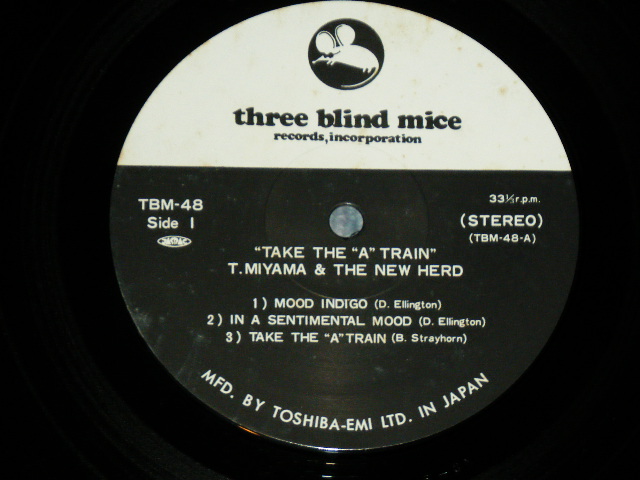 three blind mice
records, incorporation
TBM-48
Side 1
33⅓ r.p.m.
(STEREO)
(TBM-48-A)
"TAKE THE "A" TRAIN"
T. MIYAMA & THE NEW HERD
1) MOOD INDIGO (D. Ellington)
2) IN A SENTIMENTAL MOOD (D. Ellington)
3) TAKE THE "A" TRAIN (B. Strayhorn)
MFD. BY TOSHIBA-EMI LTD. IN JAPAN